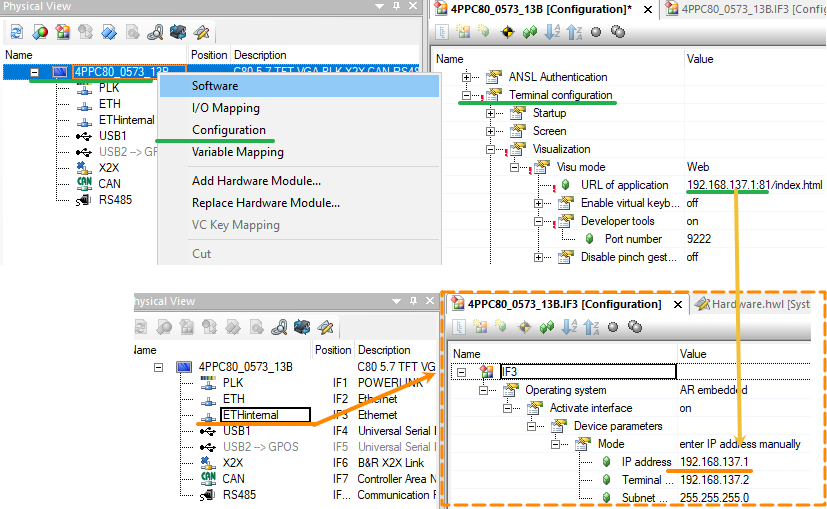 Physical View
Name Position Description
4PPC80_0573_13B C80 5.7 TFT VGA PLK X2X CAN RS485
PLK
ETH
ETHinternal
USB1
USB2 --> GPOS
X2X
CAN
RS485
Software
I/O Mapping
Configuration
Variable Mapping
Add Hardware Module...
Replace Hardware Module...
VC Key Mapping
Cut
4PPC80_0573_13B [Configuration]* 4PPC80_0573_13B.IF3 [Configuration]
Name Value
ANSL Authentication
Terminal configuration
Startup
Screen
Visualization
Visu mode Web
URL of application 192.168.137.1:81/index.html
Enable virtual keyb... off
Developer tools on
Port number 9222
Disable pinch gest... off
Physical View
Name Position Description
4PPC80_0573_13B C80 5.7 TFT VG
PLK IF1 POWERLINK
ETH IF2 Ethernet
ETHinternal IF3 Ethernet
USB1 IF4 Universal Serial
USB2 --> GPOS IF5 Universal Serial
X2X IF6 B&R X2X Link
CAN IF7 Controller Area N
RS485 IF... Communication F
4PPC80_0573_13B.IF3 [Configuration] Hardware.hwl [Syst
Name Value
IF3
Operating system AR embedded
Activate interface on
Device parameters
Mode enter IP address manually
IP address 192.168.137.1
Terminal ... 192.168.137.2
Subnet ... 255.255.255.0